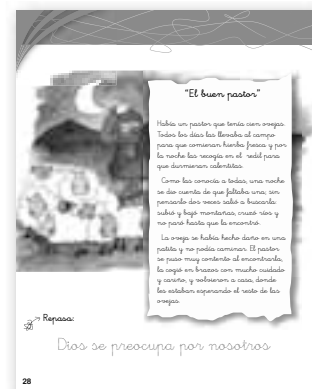 "El buen pastor"
Había un pastor que tenía cien ovejas.
Todos los días las llevaba al campo
para que comieran hierba fresca y por
la noche las recogía en el redil para
que durmieran calentitas.
Como las conocía a todas, una noche
se dio cuenta de que faltaba una; sin
pensarlo dos veces salió a buscarla:
subió y bajó montañas, cruzó ríos y
no paró hasta que la encontró.
La oveja se había hecho daño en una
patita y no podía caminar. El pastor
se puso muy contento al encontrarla,
la cogió en brazos con mucho cuidado
y cariño, y volvieron a casa, donde
les estaban esperando el resto de las
ovejas.
Repasa:
Dios se preocupa por nosotros
28